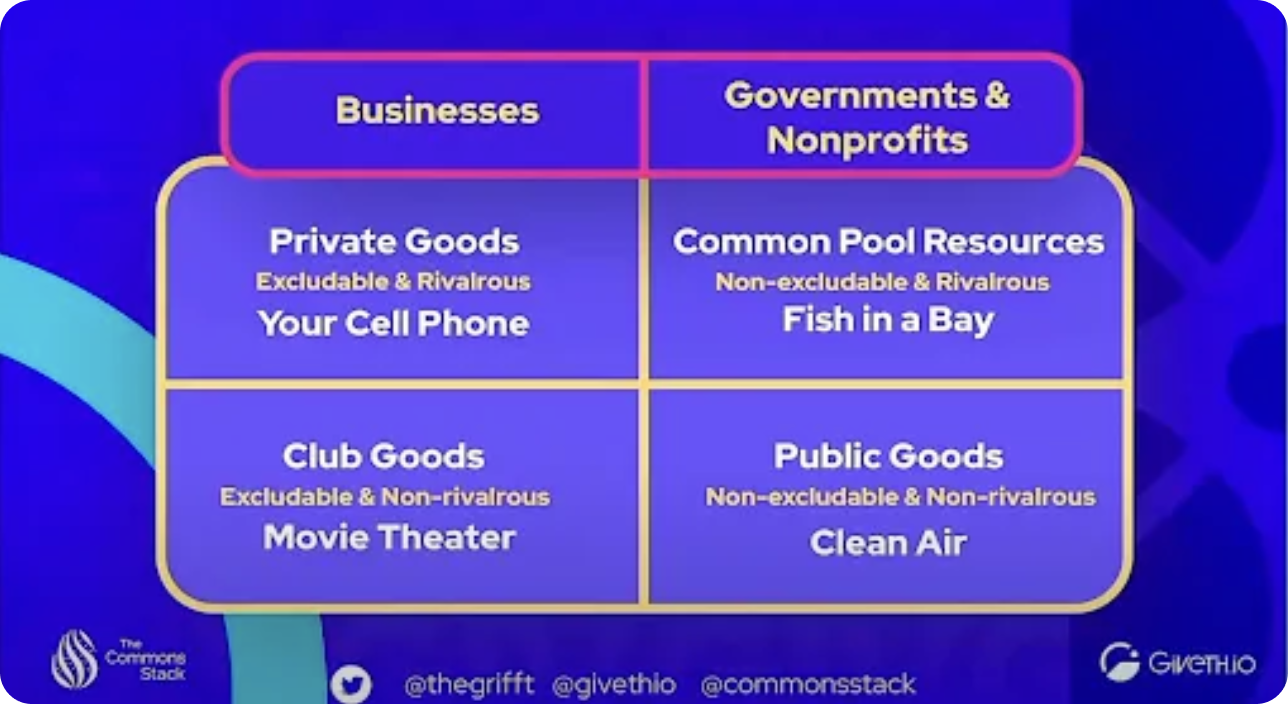 Businesses
Governments &
Nonprofits
Private Goods
Excludable & Rivalrous
Your Cell Phone
Common Pool Resources
Non-excludable & Rivalrous
Fish in a Bay
Club Goods
Excludable & Non-rivalrous
Movie Theater
Public Goods
Non-excludable & Non-rivalrous
Clean Air
The
Commons
Stack
@thegrifft @givethio @commonsstack
GIVETH.IO